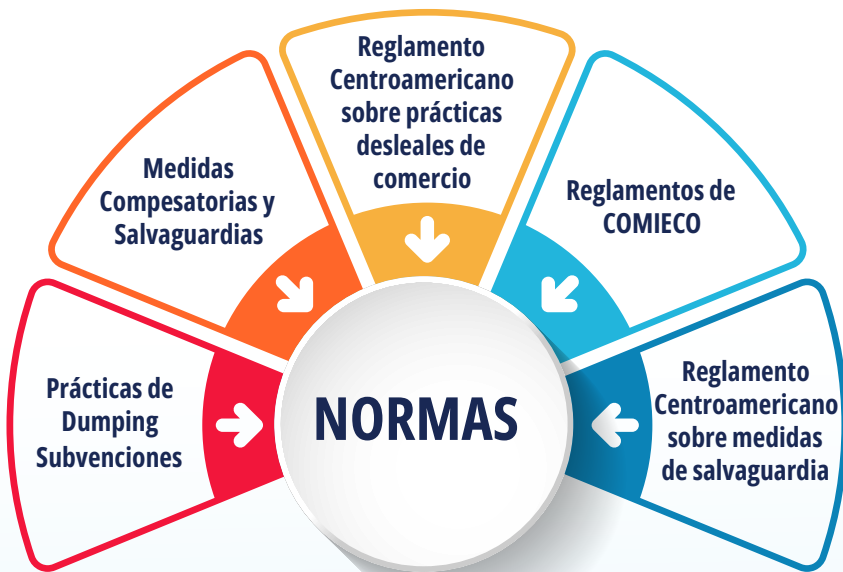 Prácticas de
Dumping
Subvenciones
Medidas
Compesatorias y
Salvaguardias
Reglamento
Centroamericano
sobre prácticas
desleales de
comercio
Reglamentos de
COMIECO
Reglamento
Centroamericano
sobre medidas
de salvaguardia
NORMAS